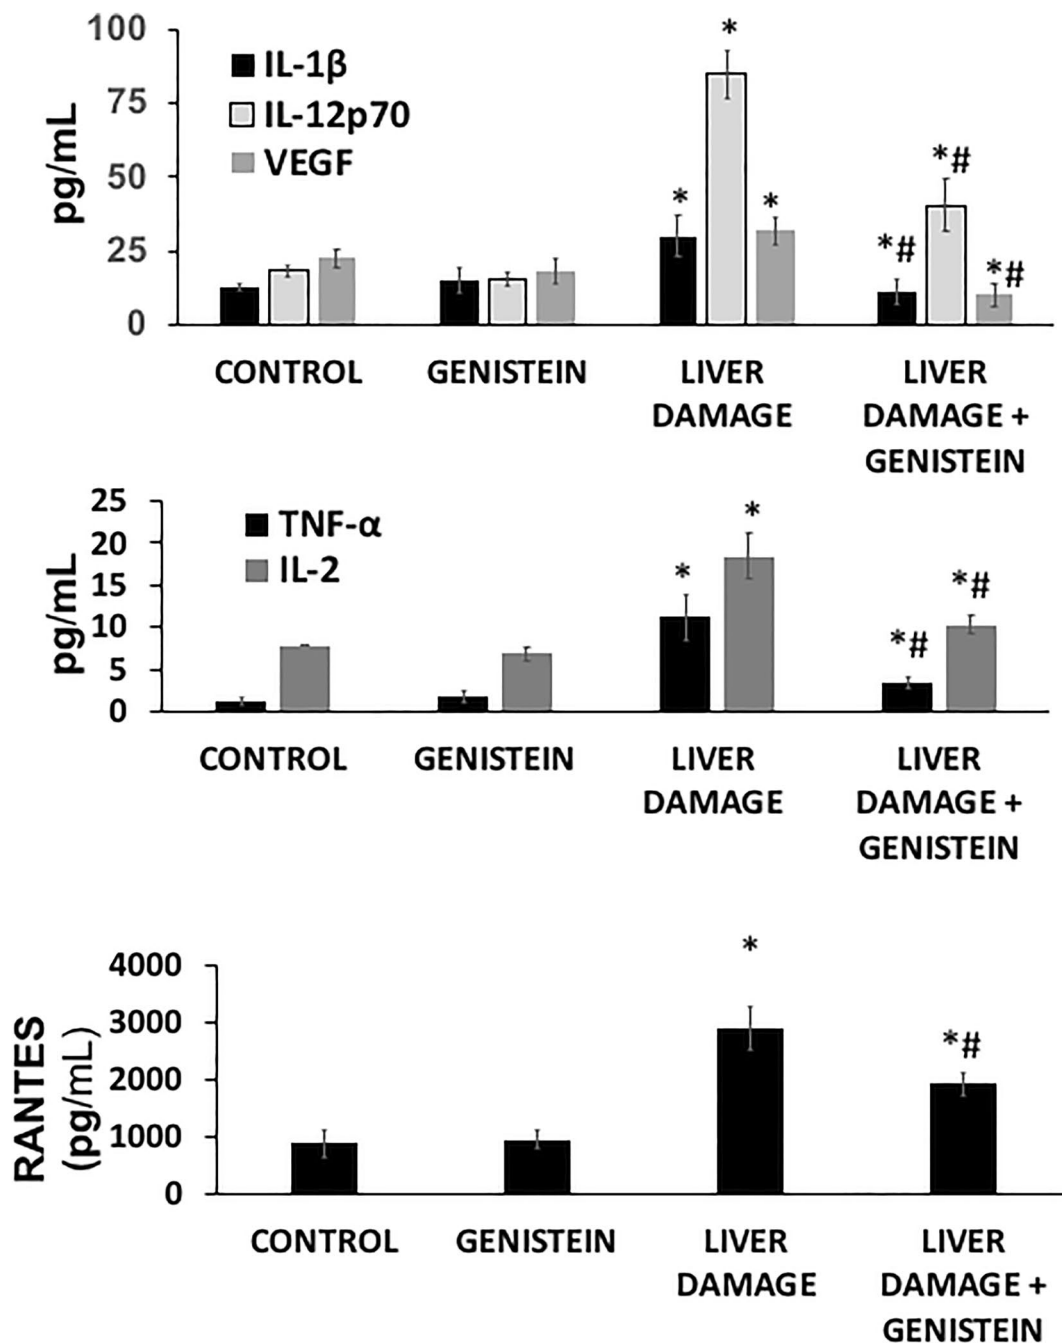 100
75
50
25
0
pg/mL
IL-1β
IL-12p70
VEGF
*
*
*
*#
*#
*#
CONTROL
GENISTEIN
LIVER
DAMAGE
LIVER
DAMAGE +
GENISTEIN
25
20
15
10
5
0
pg/mL
TNF-α
IL-2
*
*
*#
*#
CONTROL
GENISTEIN
LIVER
DAMAGE
LIVER
DAMAGE +
GENISTEIN
4000
3000
2000
1000
0
RANTES
(pg/mL)
*
*#
CONTROL
GENISTEIN
LIVER
DAMAGE
LIVER
DAMAGE +
GENISTEIN